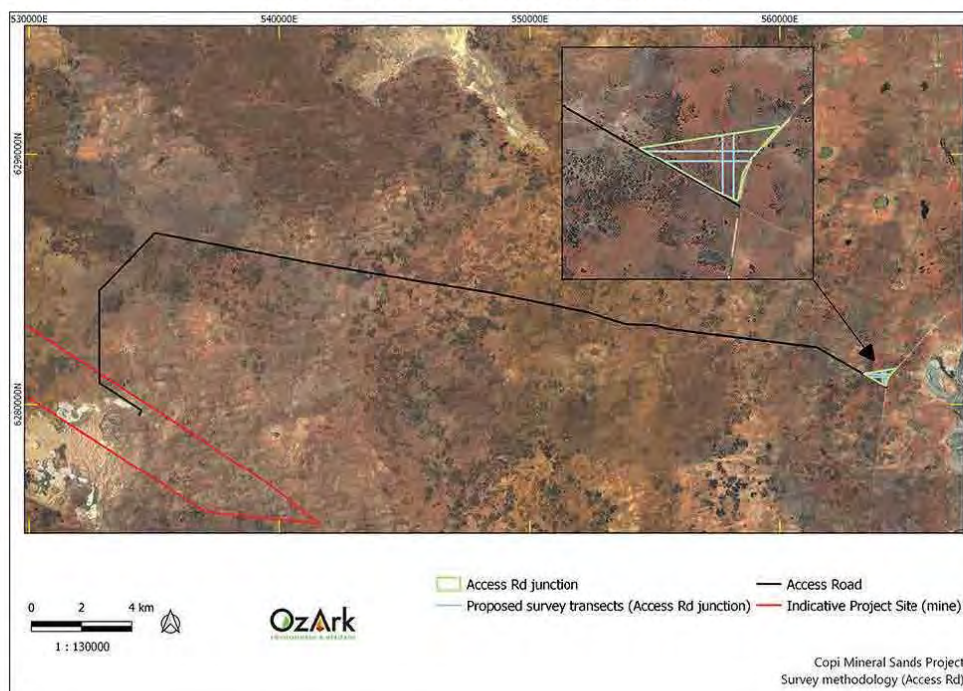 530000E
540000E
550000E
560000E
6290000N
6280000N
0 2 4 km
1 : 130000
OzArk
Access Rd junction
Proposed survey transects (Access Rd junction)
Access Road
Indicative Project Site (mine)
Copi Mineral Sands Project
Survey methodology (Access Rd)